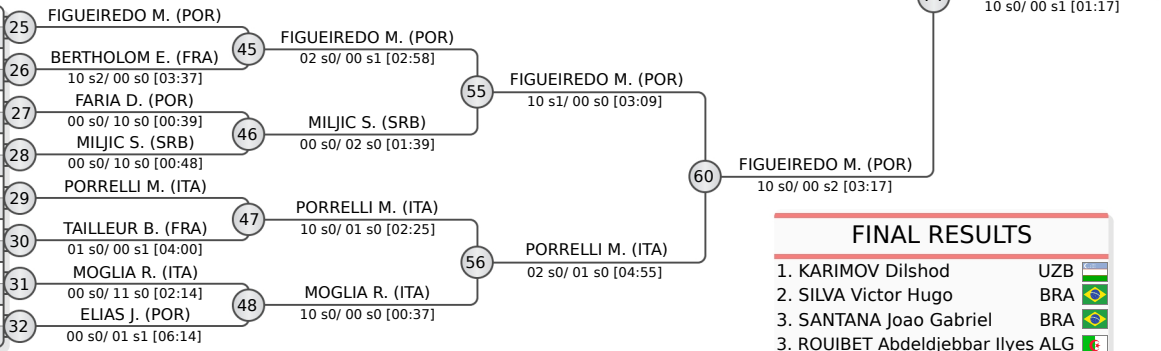 10 s0/ 00 s1 [01:17]
25
FIGUEIREDO M. (POR)
26
BERTHOLOM E. (FRA)
10 s2/ 00 s0 [03:37]
27
FARIA D. (POR)
00 s0/ 10 s0 [00:39]
28
MILJIC S. (SRB)
00 s0/ 10 s0 [00:48]
29
PORRELLI M. (ITA)
30
TAILLEUR B. (FRA)
01 s0/ 00 s1 [04:00]
31
MOGLIA R. (ITA)
00 s0/ 11 s0 [02:14]
32
ELIAS J. (POR)
00 s0/ 01 s1 [06:14]
45
FIGUEIREDO M. (POR)
02 s0/ 00 s1 [02:58]
46
MILJIC S. (SRB)
00 s0/ 02 s0 [01:39]
47
PORRELLI M. (ITA)
10 s0/ 01 s0 [02:25]
48
MOGLIA R. (ITA)
10 s0/ 00 s0 [00:37]
55
FIGUEIREDO M. (POR)
10 s1/ 00 s0 [03:09]
56
PORRELLI M. (ITA)
02 s0/ 01 s0 [04:55]
60
FIGUEIREDO M. (POR)
10 s0/ 00 s2 [03:17]
FINAL RESULTS
1. KARIMOV Dilshod UZB
2. SILVA Victor Hugo BRA
3. SANTANA Joao Gabriel BRA
3. ROUIBET Abdeldjebbar Ilyes ALG